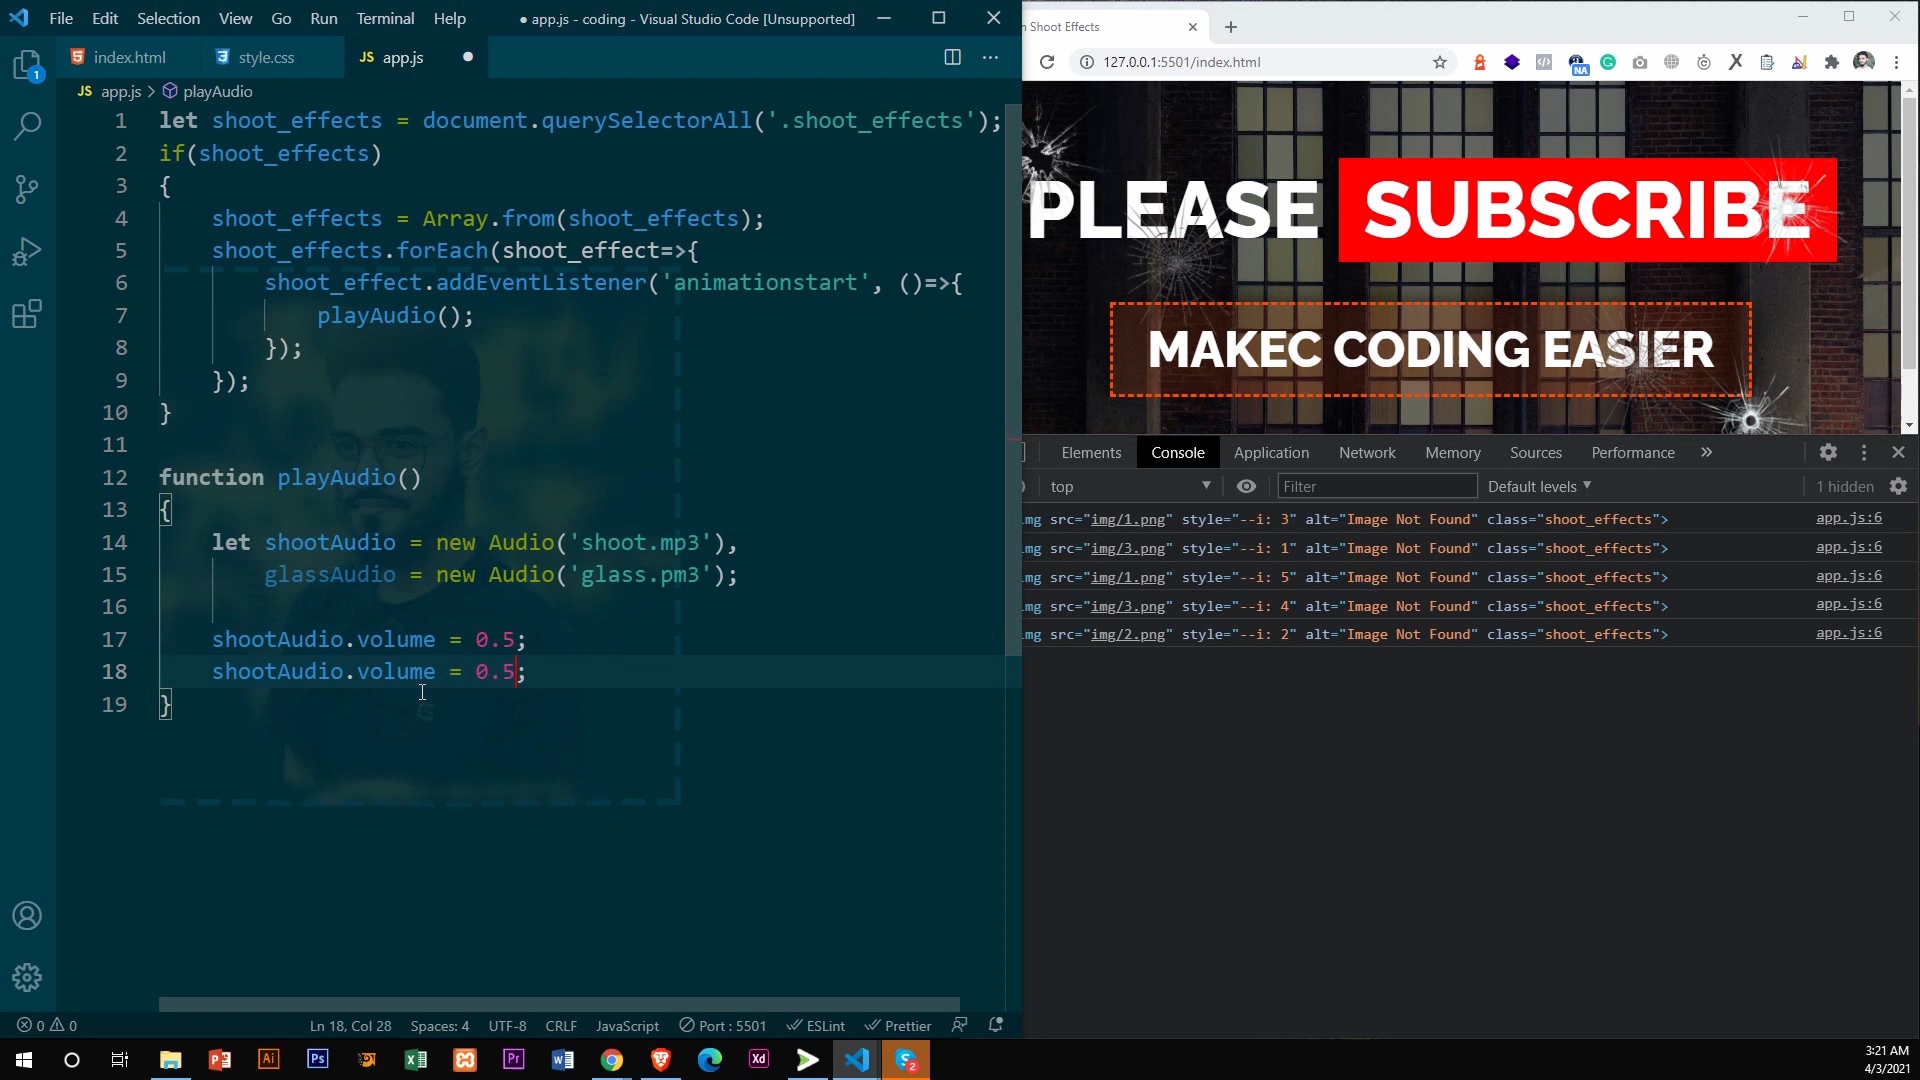 File Edit Selection View Go Run Terminal Help ● app.js - coding - Visual Studio Code [Unsupported]
index.html style.css JS app.js
JS app.js > playAudio
1 let shoot_effects = document.querySelectorAll('.shoot_effects');
2 if(shoot_effects)
3 {
4 shoot_effects = Array.from(shoot_effects);
5 shoot_effects.forEach(shoot_effect=>{
6 shoot_effect.addEventListener('animationstart', ()=>{
7 playAudio();
8 });
9 });
10 }
11
12 function playAudio()
13 {
14 let shootAudio = new Audio('shoot.mp3'),
15 glassAudio = new Audio('glass.pm3');
16
17 shootAudio.volume = 0.5;
18 shootAudio.volume = 0.5;
19 }
1
0 0 Ln 18, Col 28 Spaces: 4 UTF-8 CRLF JavaScript Port : 5501 ESLint Prettier
n Shoot Effects
127.0.0.1:5501/index.html
NA
PLEASE SUBSCRIBE
MAKEC CODING EASIER
Elements Console Application Network Memory Sources Performance »
top Filter Default levels 1 hidden
mg src="img/1.png" style="--i: 3" alt="Image Not Found" class="shoot_effects"> app.js:6
mg src="img/3.png" style="--i: 1" alt="Image Not Found" class="shoot_effects"> app.js:6
mg src="img/1.png" style="--i: 5" alt="Image Not Found" class="shoot_effects"> app.js:6
mg src="img/3.png" style="--i: 4" alt="Image Not Found" class="shoot_effects"> app.js:6
mg src="img/2.png" style="--i: 2" alt="Image Not Found" class="shoot_effects"> app.js:6
Ai Ps Pr Xd 2
3:21 AM
4/3/2021